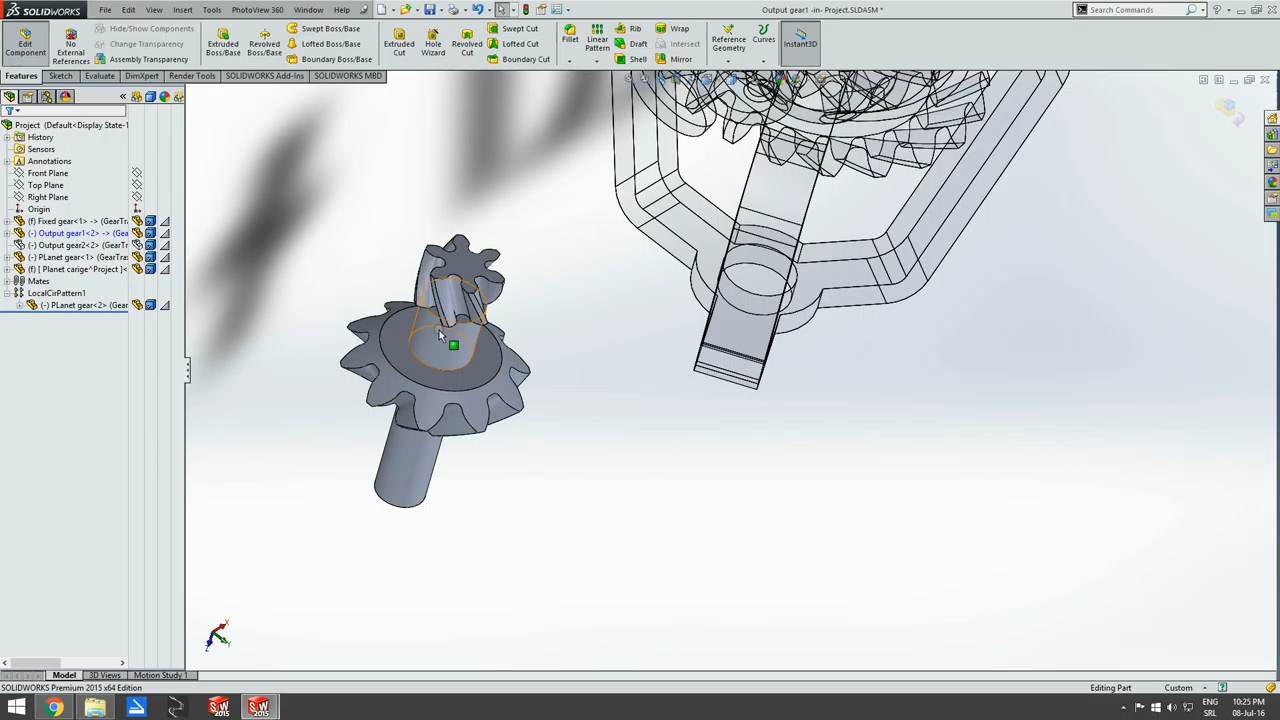 SOLIDWORKS File Edit View Insert Tools PhotoView 360 Window Help Output gear1 -in- Project.SLDASM * Search Commands
Edit Component
No External References
Hide/Show Components
Change Transparency
Assembly Transparency
Extruded Boss/Base
Revolved Boss/Base
Swept Boss/Base
Lofted Boss/Base
Boundary Boss/Base
Extruded Cut
Hole Wizard
Revolved Cut
Swept Cut
Lofted Cut
Boundary Cut
Fillet
Linear Pattern
Rib
Draft
Shell
Wrap
Intersect
Mirror
Reference Geometry
Curves
Instant3D
Features Sketch Evaluate DimXpert Render Tools SOLIDWORKS Add-Ins SOLIDWORKS MBD
Project (Default<Display State-1
History
Sensors
Annotations
Front Plane
Top Plane
Right Plane
Origin
(f) Fixed gear<1> -> (GearTra
(-) Output gear1<2> -> (Gea
(-) Output gear2<2> (GearTr
(-) PLanet gear<1> (GearTra
(f) [ Planet carige^Project ]<
Mates
LocalCirPattern1
(-) PLanet gear<2> (Gear
X
Y
Z
Model 3D Views Motion Study 1
SOLIDWORKS Premium 2015 x64 Edition Editing Part Custom
2015 2015 ENG 10:25 PM
SRL 08-Jul-16